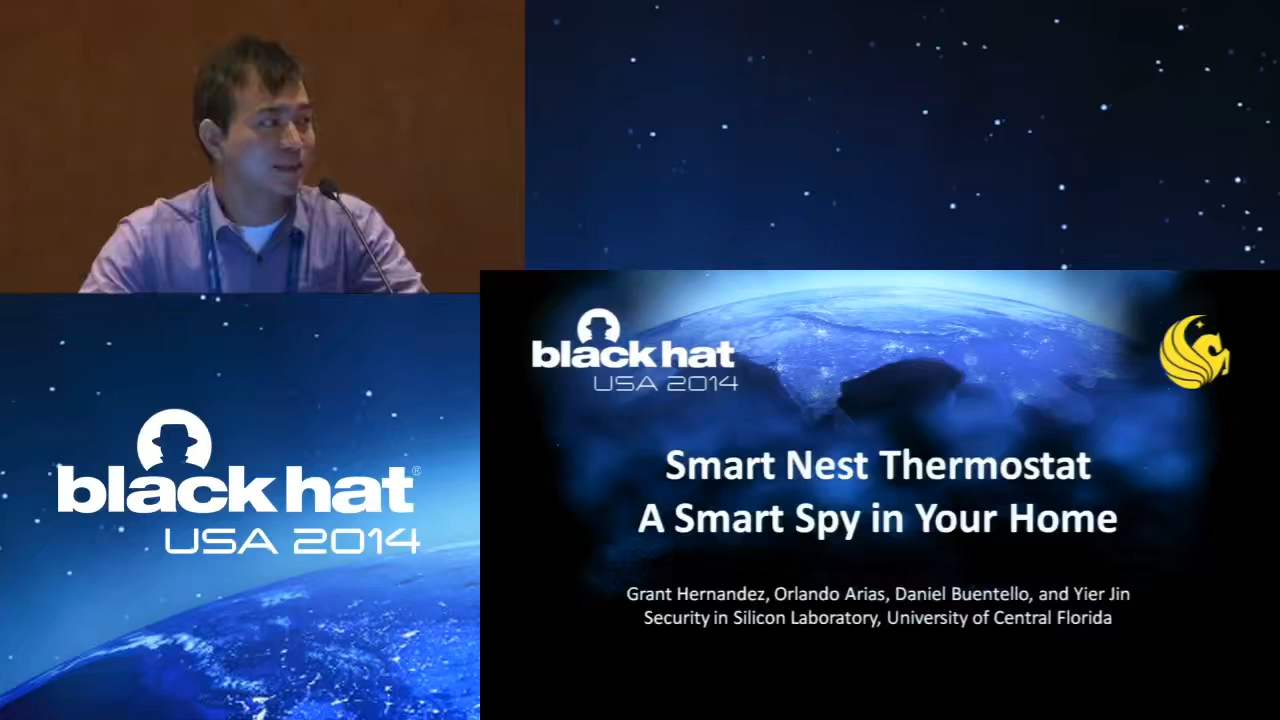 black hat®
USA 2014
black hat
USA 2014
Smart Nest Thermostat
A Smart Spy in Your Home
Grant Hernandez, Orlando Arias, Daniel Buentello, and Yier Jin
Security in Silicon Laboratory, University of Central Florida